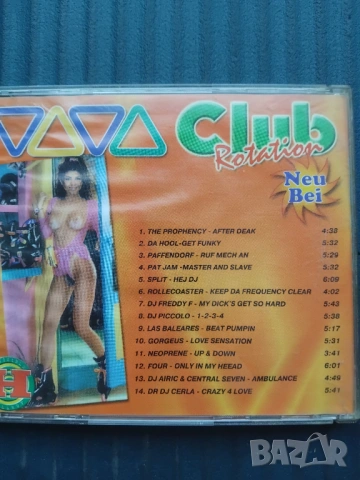 VIVA Club
Rotation
Neu
Bei
1. THE PROPHENCY - AFTER DEAK 4:38
2. DA HOOL-GET FUNKY 5:32
3. PAFFENDORF - RUF MECH AN 5:29
4. PAT JAM -MASTER AND SLAVE 5:32
5. EPLIT - HEJ DJ 6:09
6. ROLLECOASTER - KEEP DA FREQUENCY CLEAR 4:02
7. DJ FREDDY F - MY DICK'S GET SO HARD 5:43
8. DJ PICCOLO - 1-2-3-4 5:38
9. LAS BALEARES - BEAT PUMPIN 5:17
10. GORGEUS - LOVE SENSATION 5:31
11. NEOPRENE - UP & DOWN 3:41
12. FOUR - ONLY IN MY HEEAD 6:01
13. DJ AIRIC & CENTRAL SEVEN - AMBULANCE 4:49
14. DR DJ CERLA - CRAZY 4 LOVE 5:41
H
BAZAR